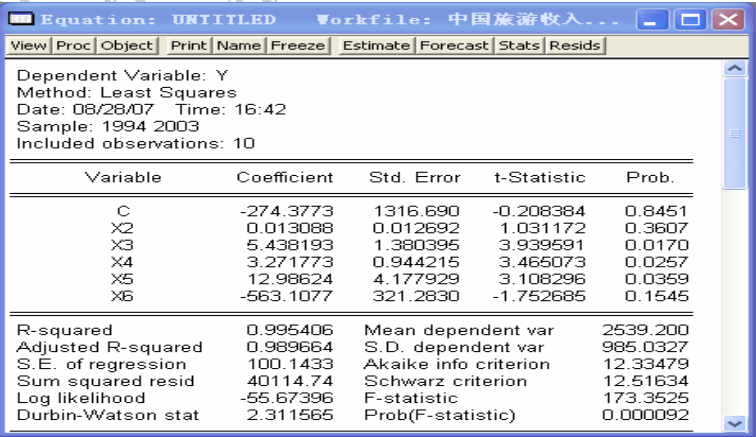 Equation: UNTITLED Workfile: 中国旅游收入...
View Proc Object Print Name Freeze Estimate Forecast Stats Resids
Dependent Variable: Y
Method: Least Squares
Date: 08/28/07 Time: 16:42
Sample: 1994 2003
Included observations: 10
Variable Coefficient Std. Error t-Statistic Prob.
C -274.3773 1316.690 -0.208384 0.8451
X2 0.013088 0.012692 1.031172 0.3607
X3 5.438193 1.380395 3.939591 0.0170
X4 3.271773 0.944215 3.465073 0.0257
X5 12.98624 4.177929 3.108296 0.0359
X6 -563.1077 321.2830 -1.752685 0.1545
R-squared 0.995406 Mean dependent var 2539.200
Adjusted R-squared 0.989664 S.D. dependent var 985.0327
S.E. of regression 100.1433 Akaike info criterion 12.33479
Sum squared resid 40114.74 Schwarz criterion 12.51634
Log likelihood -55.67396 F-statistic 173.3525
Durbin-Watson stat 2.311565 Prob(F-statistic) 0.000092